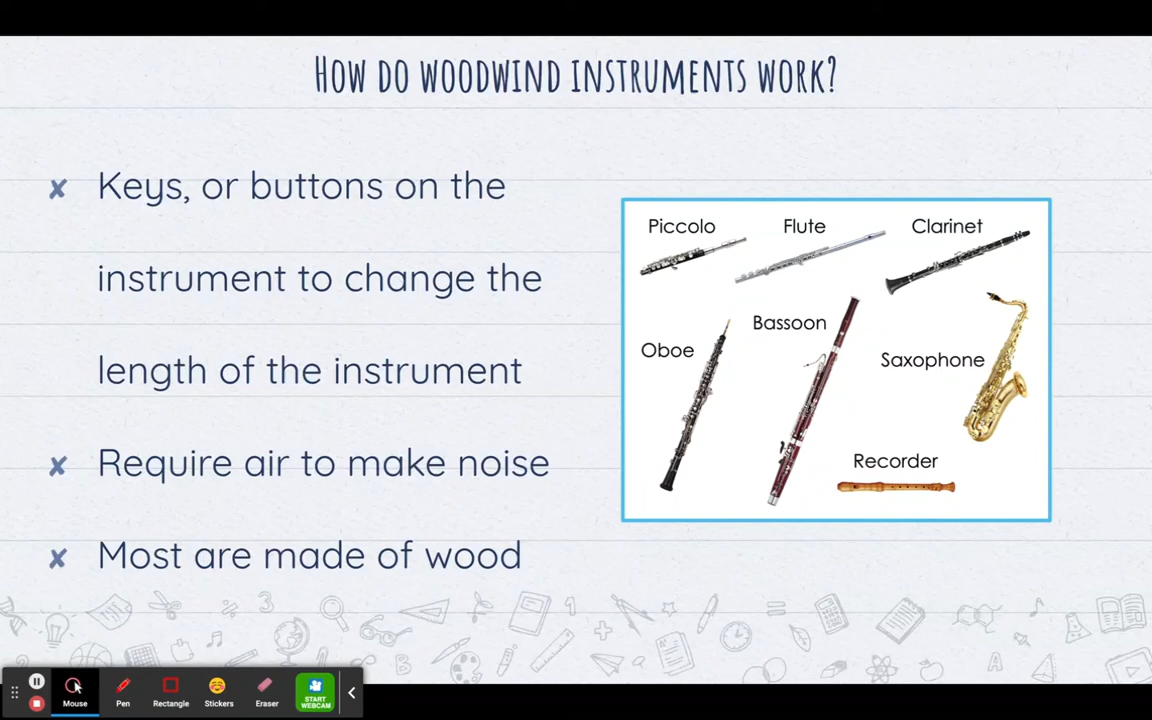 HOW DO WOODWIND INSTRUMENTS WORK?
Keys, or buttons on the
instrument to change the
length of the instrument
Require air to make noise
Most are made of wood
Piccolo
Flute
Clarinet
Oboe
Bassoon
Saxophone
Recorder
Mouse
Pen
Rectangle
Stickers
Eraser
START
WEBCAM